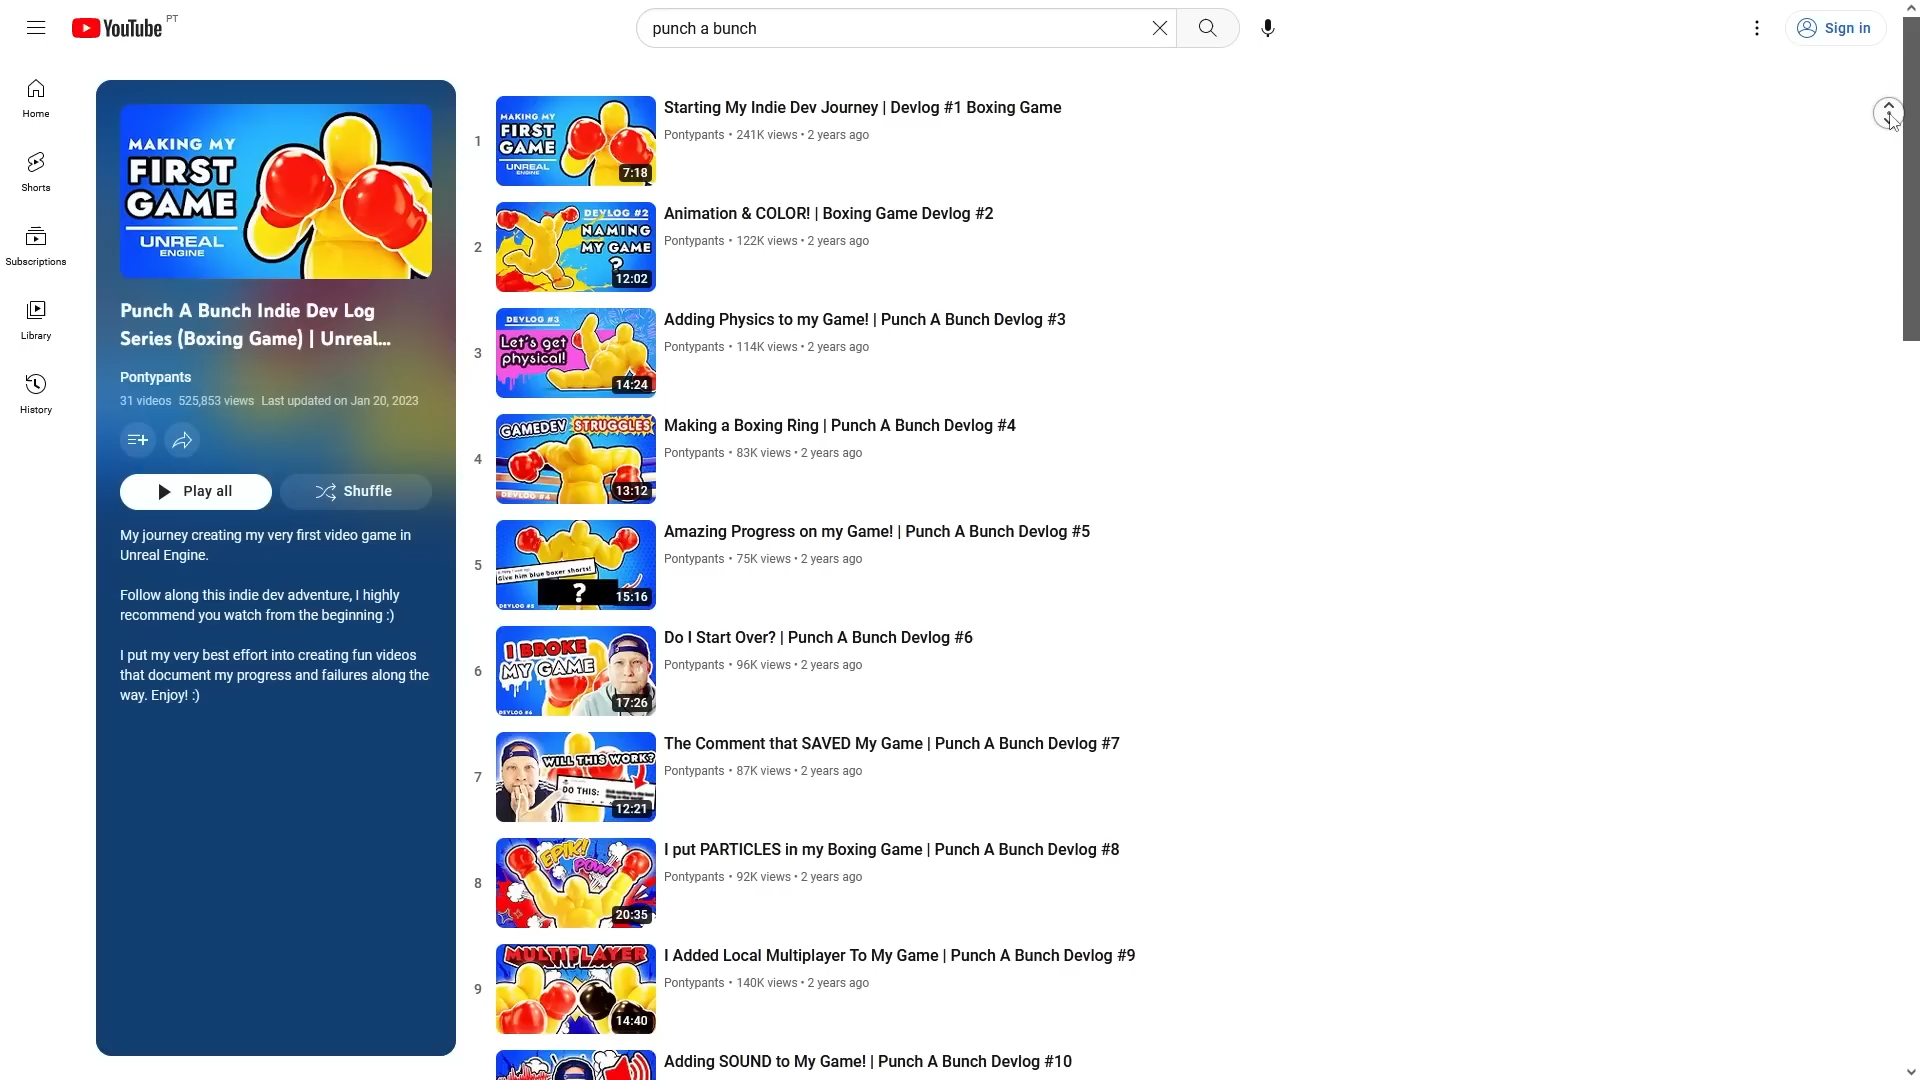 YouTube PT
punch a bunch
Sign in
Home
Shorts
Subscriptions
Library
History
MAKING MY
FIRST
GAME
UNREAL
ENGINE
Punch A Bunch Indie Dev Log
Series (Boxing Game) | Unreal...
Pontypants
31 videos 525,853 views Last updated on Jan 20, 2023
Play all
Shuffle
My journey creating my very first video game in
Unreal Engine.
Follow along this indie dev adventure, I highly
recommend you watch from the beginning :)
I put my very best effort into creating fun videos
that document my progress and failures along the
way. Enjoy! :)
1
MAKING MY
FIRST
GAME
UNREAL
ENGINE
7:18
Starting My Indie Dev Journey | Devlog #1 Boxing Game
Pontypants • 241K views • 2 years ago
2
DEVLOG #2
NAMING
MY GAME
?
12:02
Animation & COLOR! | Boxing Game Devlog #2
Pontypants • 122K views • 2 years ago
3
DEVLOG #3
Let's get
physical!
14:24
Adding Physics to my Game! | Punch A Bunch Devlog #3
Pontypants • 114K views • 2 years ago
4
GAMEDEV STRUGGLES
DEVLOG #4
13:12
Making a Boxing Ring | Punch A Bunch Devlog #4
Pontypants • 83K views • 2 years ago
5
Give him blue boxer shorts!
?
DEVLOG #5
15:16
Amazing Progress on my Game! | Punch A Bunch Devlog #5
Pontypants • 75K views • 2 years ago
6
I BROKE
MY GAME
DEVLOG #6
17:26
Do I Start Over? | Punch A Bunch Devlog #6
Pontypants • 96K views • 2 years ago
7
WILL THIS WORK?
DO THIS:
12:21
The Comment that SAVED My Game | Punch A Bunch Devlog #7
Pontypants • 87K views • 2 years ago
8
EPIK!
POW!
20:35
I put PARTICLES in my Boxing Game | Punch A Bunch Devlog #8
Pontypants • 92K views • 2 years ago
9
MULTIPLAYER
14:40
I Added Local Multiplayer To My Game | Punch A Bunch Devlog #9
Pontypants • 140K views • 2 years ago
Adding SOUND to My Game! | Punch A Bunch Devlog #10